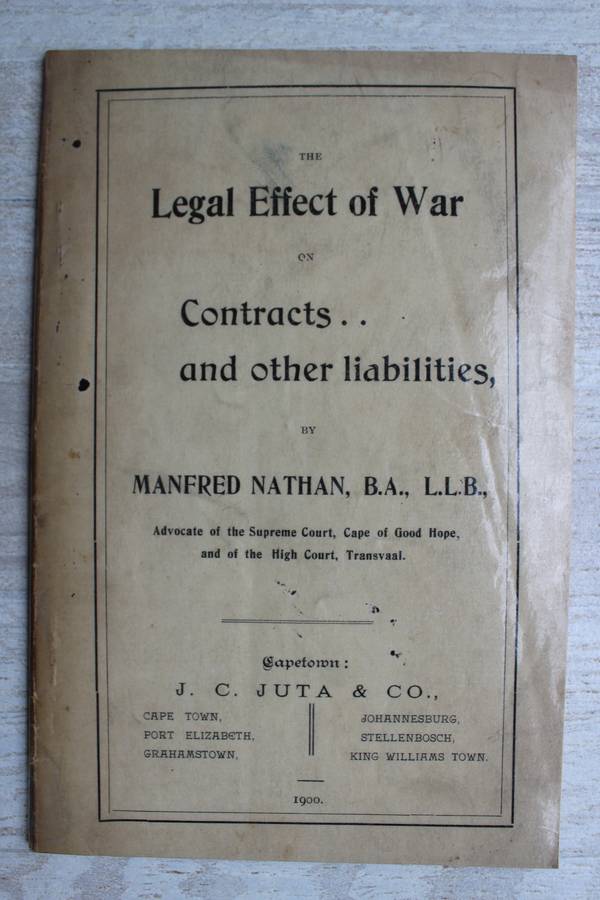 THE
Legal Effect of War
ON
Contracts . .
and other liabilities,
BY
MANFRED NATHAN, B.A., L.L.B.,
Advocate of the Supreme Court, Cape of Good Hope,
and of the High Court, Transvaal.
Capetown:
J. C. JUTA & CO.,
CAPE TOWN,
PORT ELIZABETH,
GRAHAMSTOWN,
JOHANNESBURG,
STELLENBOSCH,
KING WILLIAMS TOWN.
1900.